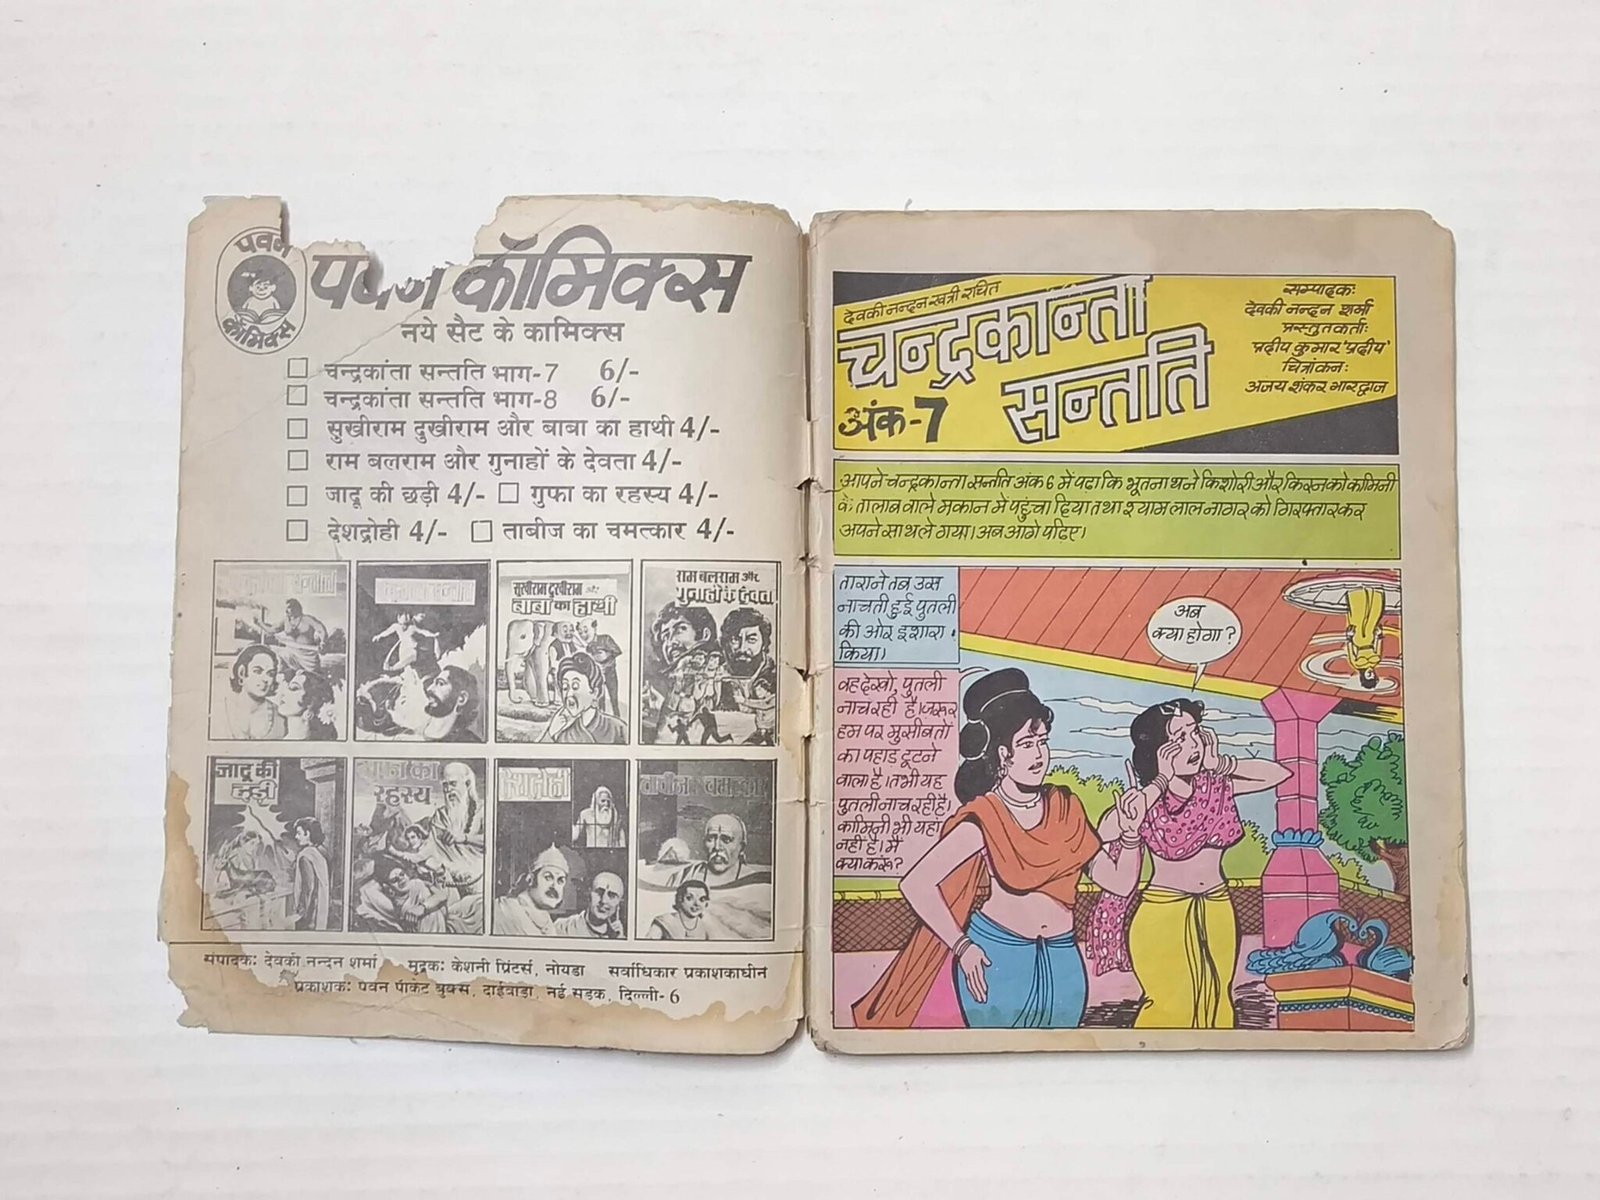 पवन
कॉमिक्स
पवन कॉमिक्स
नये सैट के कामिक्स
चन्द्रकांता सन्तति भाग-7 6/-
चन्द्रकांता सन्तति भाग-8 6/-
सुखीराम दुखीराम और बाबा का हाथी 4/-
राम बलराम और गुनाहों के देवता 4/-
जादू की छड़ी 4/- गुफा का रहस्य 4/-
देशद्रोही 4/- ताबीज का चमत्कार 4/-
सुखीराम दुखीराम और
बाबा का हाथी
राम बलराम और
गुनाहों के देवता
जादू की
छड़ी
रहस्य
संपादक: देवकी नन्दन शर्मा मुद्रक: केशनी प्रिंटर्स, नोयडा सर्वाधिकार प्रकाशकाधीन
प्रकाशक: पवन पॉकेट बुक्स, दाईवाड़ा, नई सड़क, दिल्ली-6
देवकी नन्दन खत्री रचित
चन्द्रकान्ता
सन्तति
अंक-7
सम्पादक:
देवकी नन्दन शर्मा
प्रस्तुतकर्ता:
प्रदीप कुमार 'प्रदीप'
चित्रांकन:
अजय शंकर भारद्वाज
आपने चन्द्रकान्ता सन्तति अंक 6 में पढ़ा कि भूतनाथ ने किशोरी और किरन को कामिनी
के तालाब वाले मकान में पहुंचा दिया तथा श्यामलाल नागर को गिरफ्तार कर
अपने साथ ले गया। अब आगे पढ़िए।
तारा ने तब उस
नाचती हुई पुतली
की ओर इशारा
किया।
वह देखो, पुतली
नाच रही है। जरूर
हम पर मुसीबतों
का पहाड़ टूटने
वाला है। तभी यह
पुतली नाच रही है।
कामिनी भी यहां
नहीं है। मैं
क्या करूं?
अब
क्या होगा?